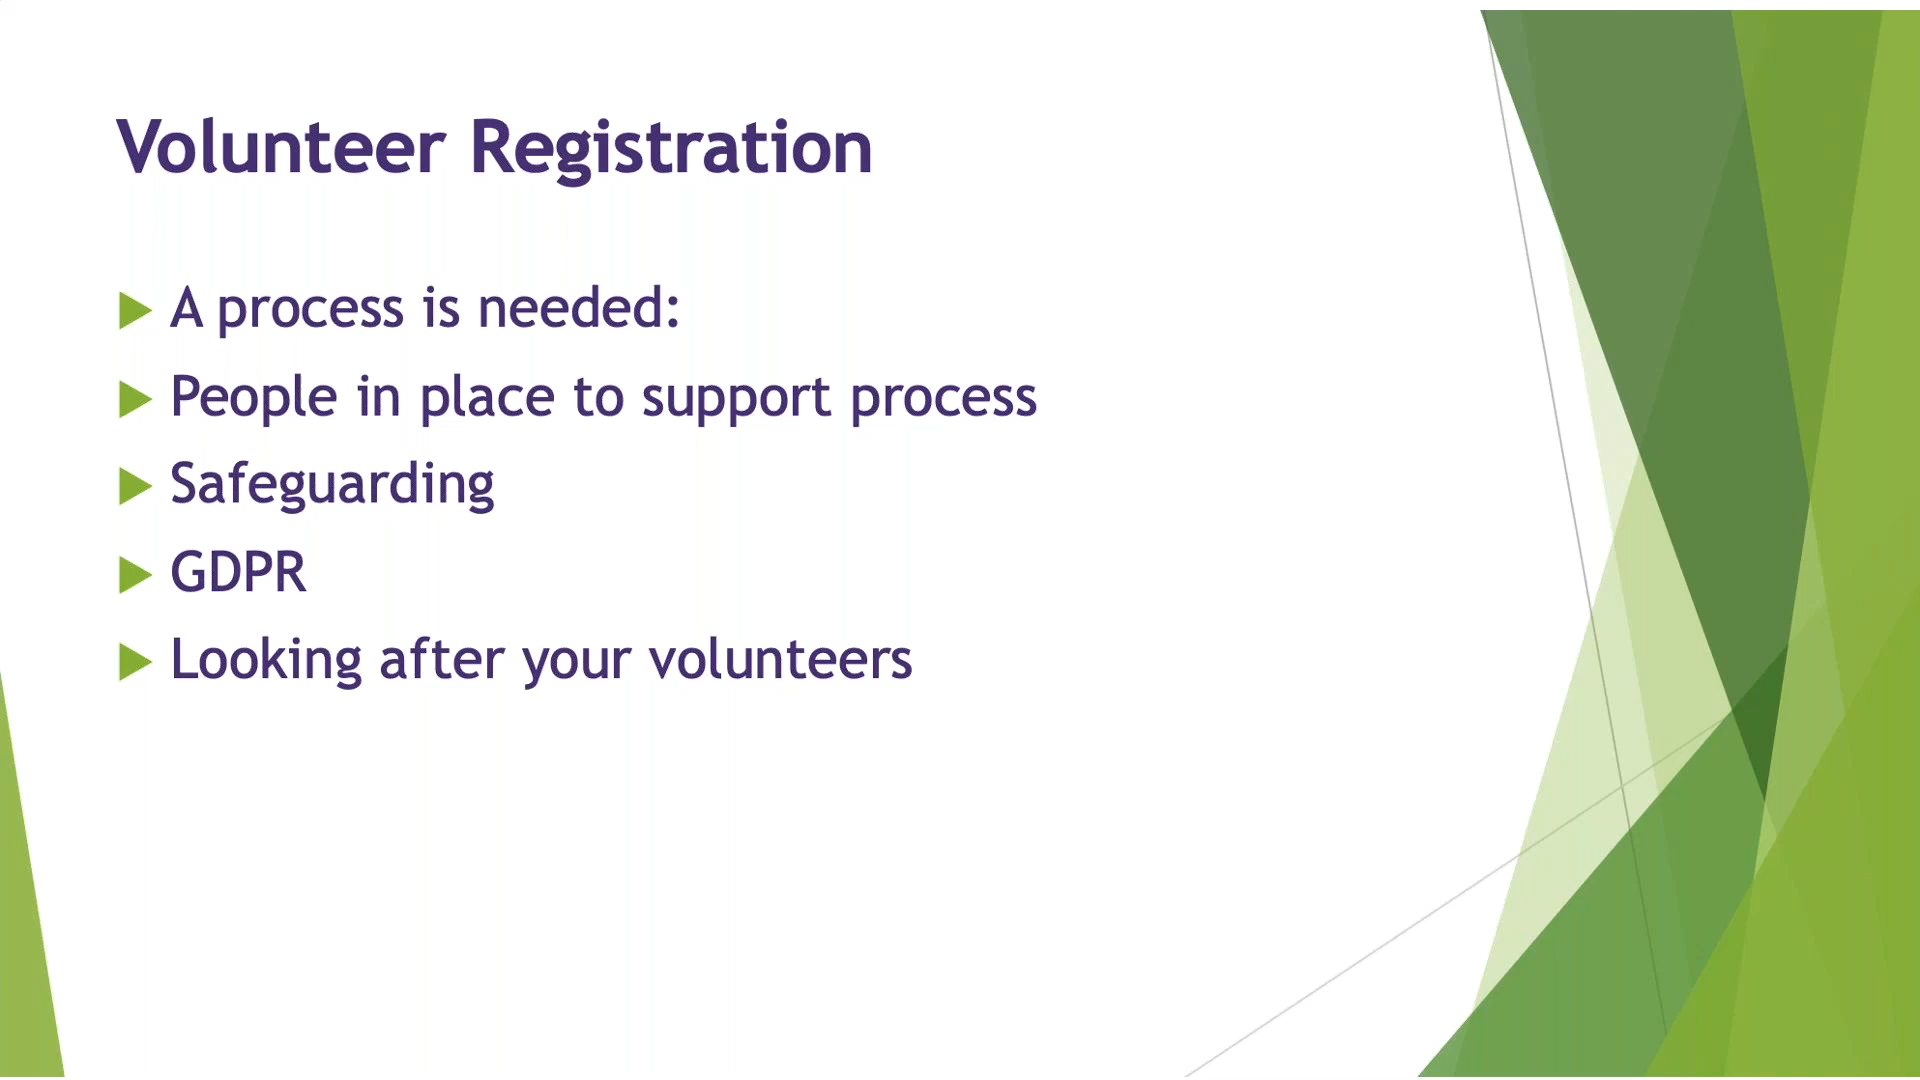 Volunteer Registration
A process is needed:
People in place to support process
Safeguarding
GDPR
Looking after your volunteers